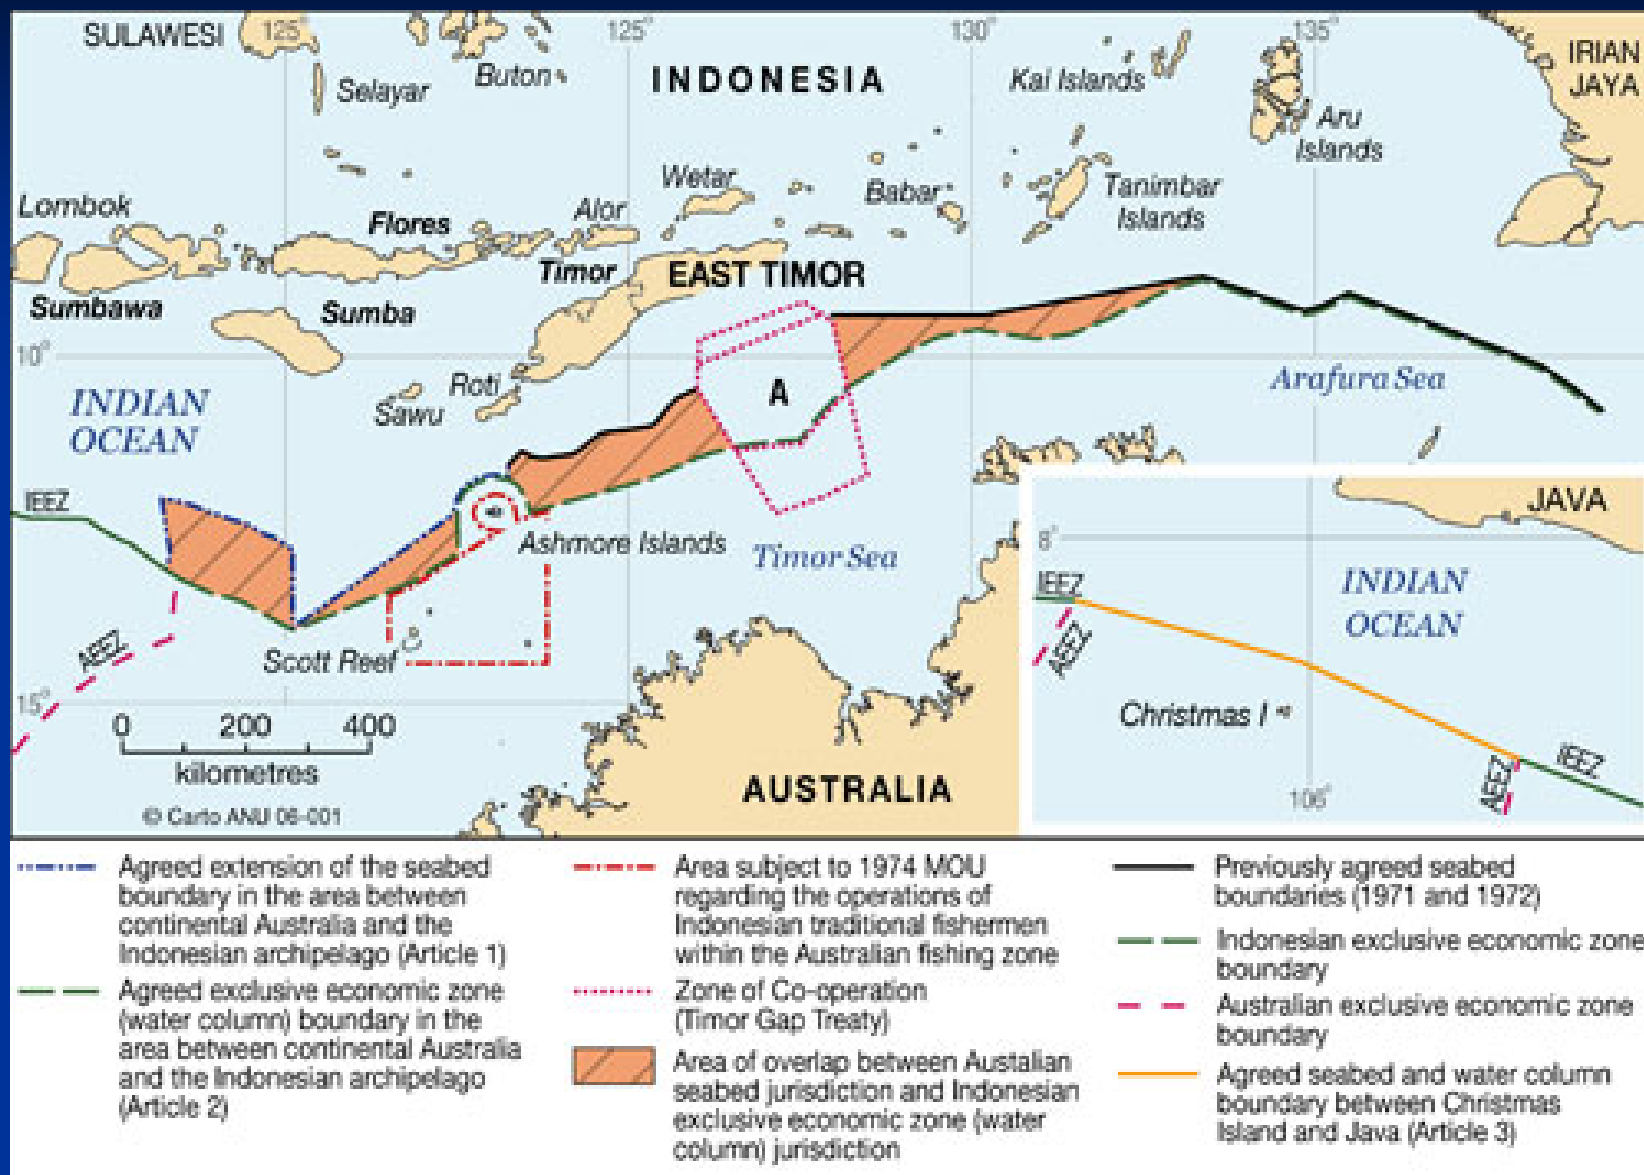 SULAWESI
125°
125°
130°
135°
IRIAN
JAYA
Selayar
Buton
INDONESIA
Kai Islands
Aru
Islands
Lombok
Flores
Alor
Wetar
Babar
Tanimbar
Islands
Sumbawa
Sumba
Timor
EAST TIMOR
10°
Roti
Sawu
A
Arafura Sea
INDIAN
OCEAN
IEEZ
Ashmore Islands
Timor Sea
JAVA
8°
IEEZ
AEEZ
INDIAN
OCEAN
AEEZ
Scott Reef
15°
0 200 400
kilometres
Christmas I
IEEZ
AEEZ
106°
AUSTRALIA
© Carto ANU 06-001
Agreed extension of the seabed
boundary in the area between
continental Australia and the
Indonesian archipelago (Article 1)
Agreed exclusive economic zone
(water column) boundary in the
area between continental Australia
and the Indonesian archipelago
(Article 2)
Area subject to 1974 MOU
regarding the operations of
Indonesian traditional fishermen
within the Australian fishing zone
Zone of Co-operation
(Timor Gap Treaty)
Area of overlap between Austalian
seabed jurisdiction and Indonesian
exclusive economic zone (water
column) jurisdiction
Previously agreed seabed
boundaries (1971 and 1972)
Indonesian exclusive economic zone
boundary
Australian exclusive economic zone
boundary
Agreed seabed and water column
boundary between Christmas
Island and Java (Article 3)